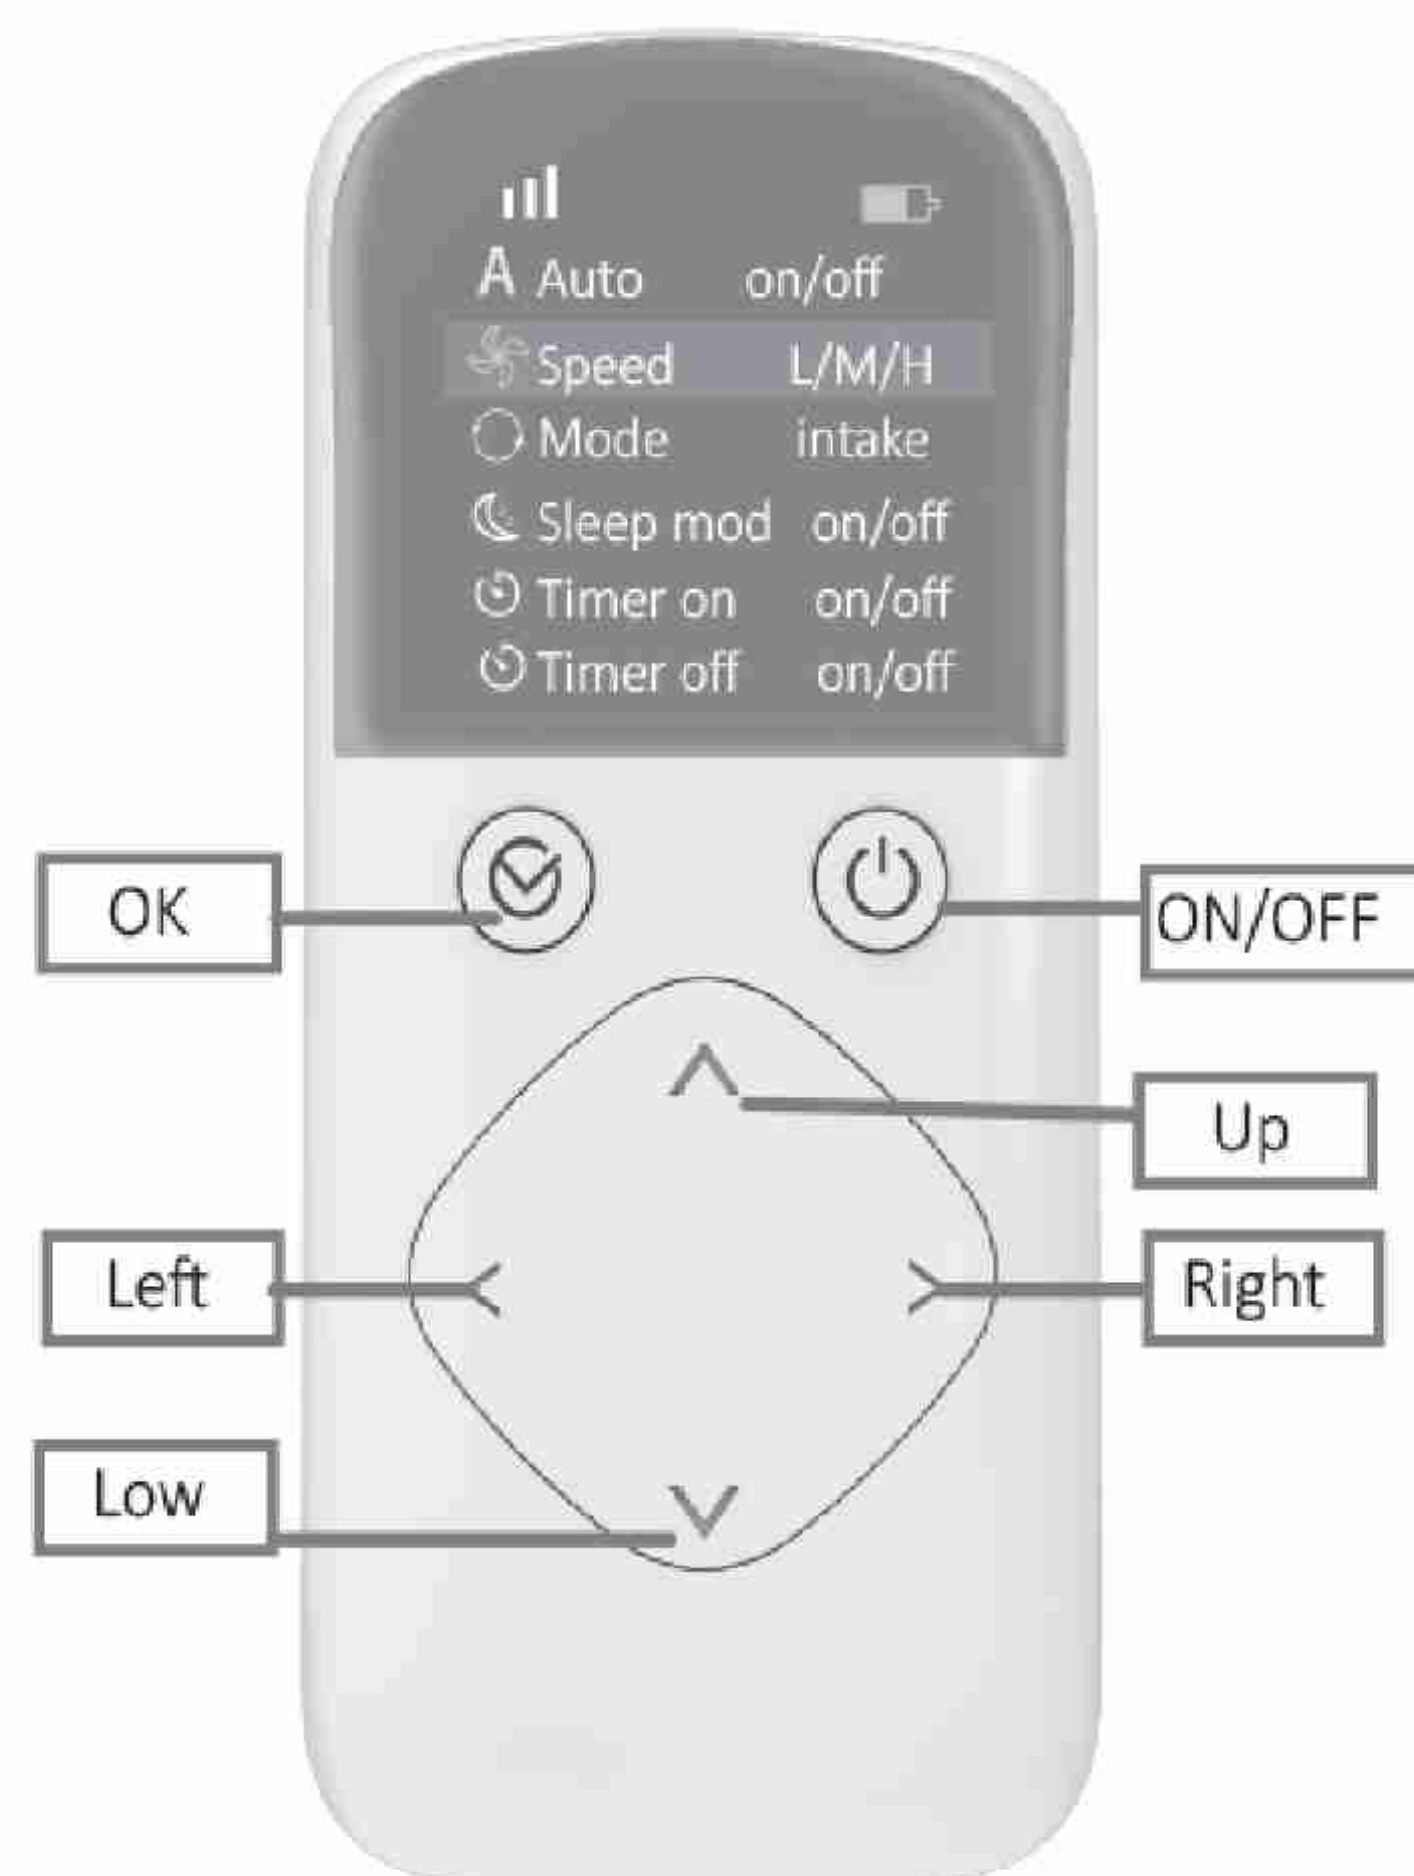 A Auto on/off
Speed L/M/H
Mode intake
Sleep mod on/off
Timer on on/off
Timer off on/off
OK
ON/OFF
Up
Left
Right
Low